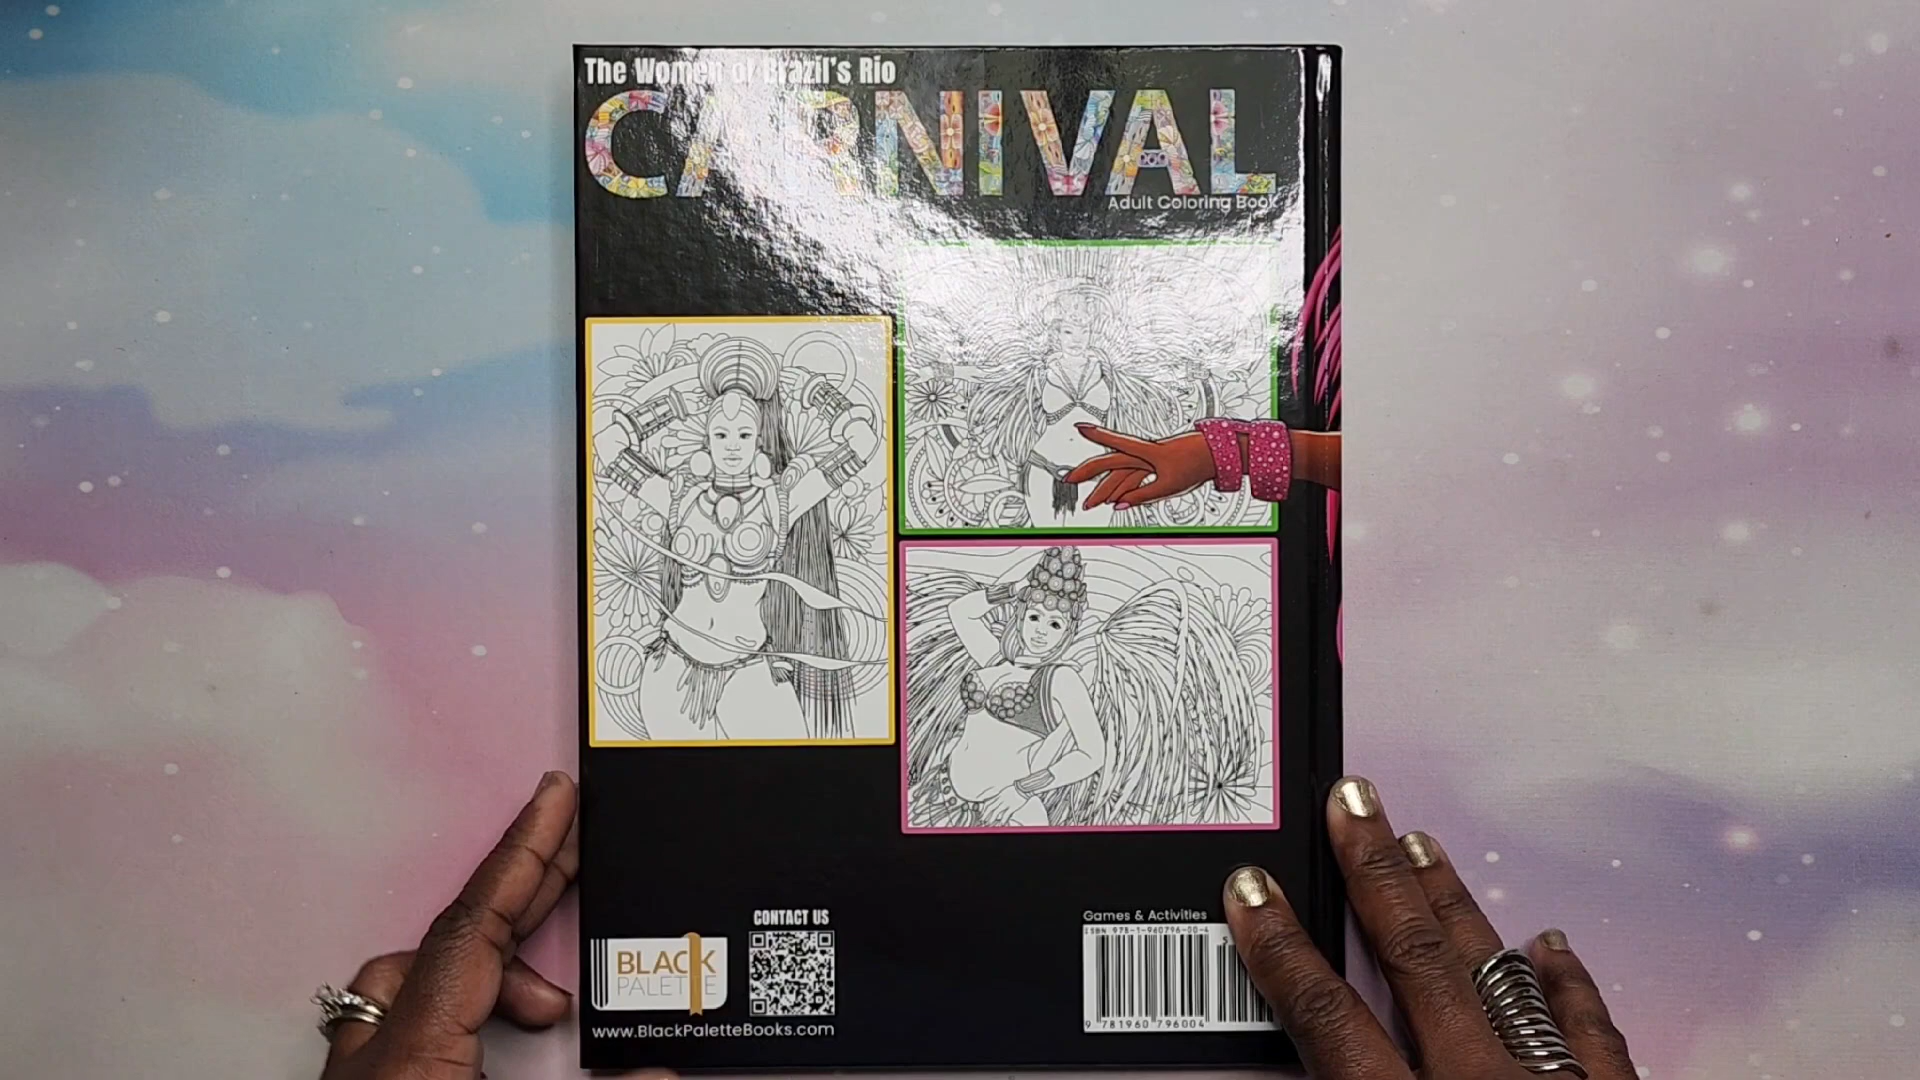 The Women of Brazil's Rio
CARNIVAL
Adult Coloring Book
CONTACT US
BLACK
PALETTE
www.BlackPaletteBooks.com
Games & Activities
ISBN 978-1-960796-00-4
5
9 781960 796004